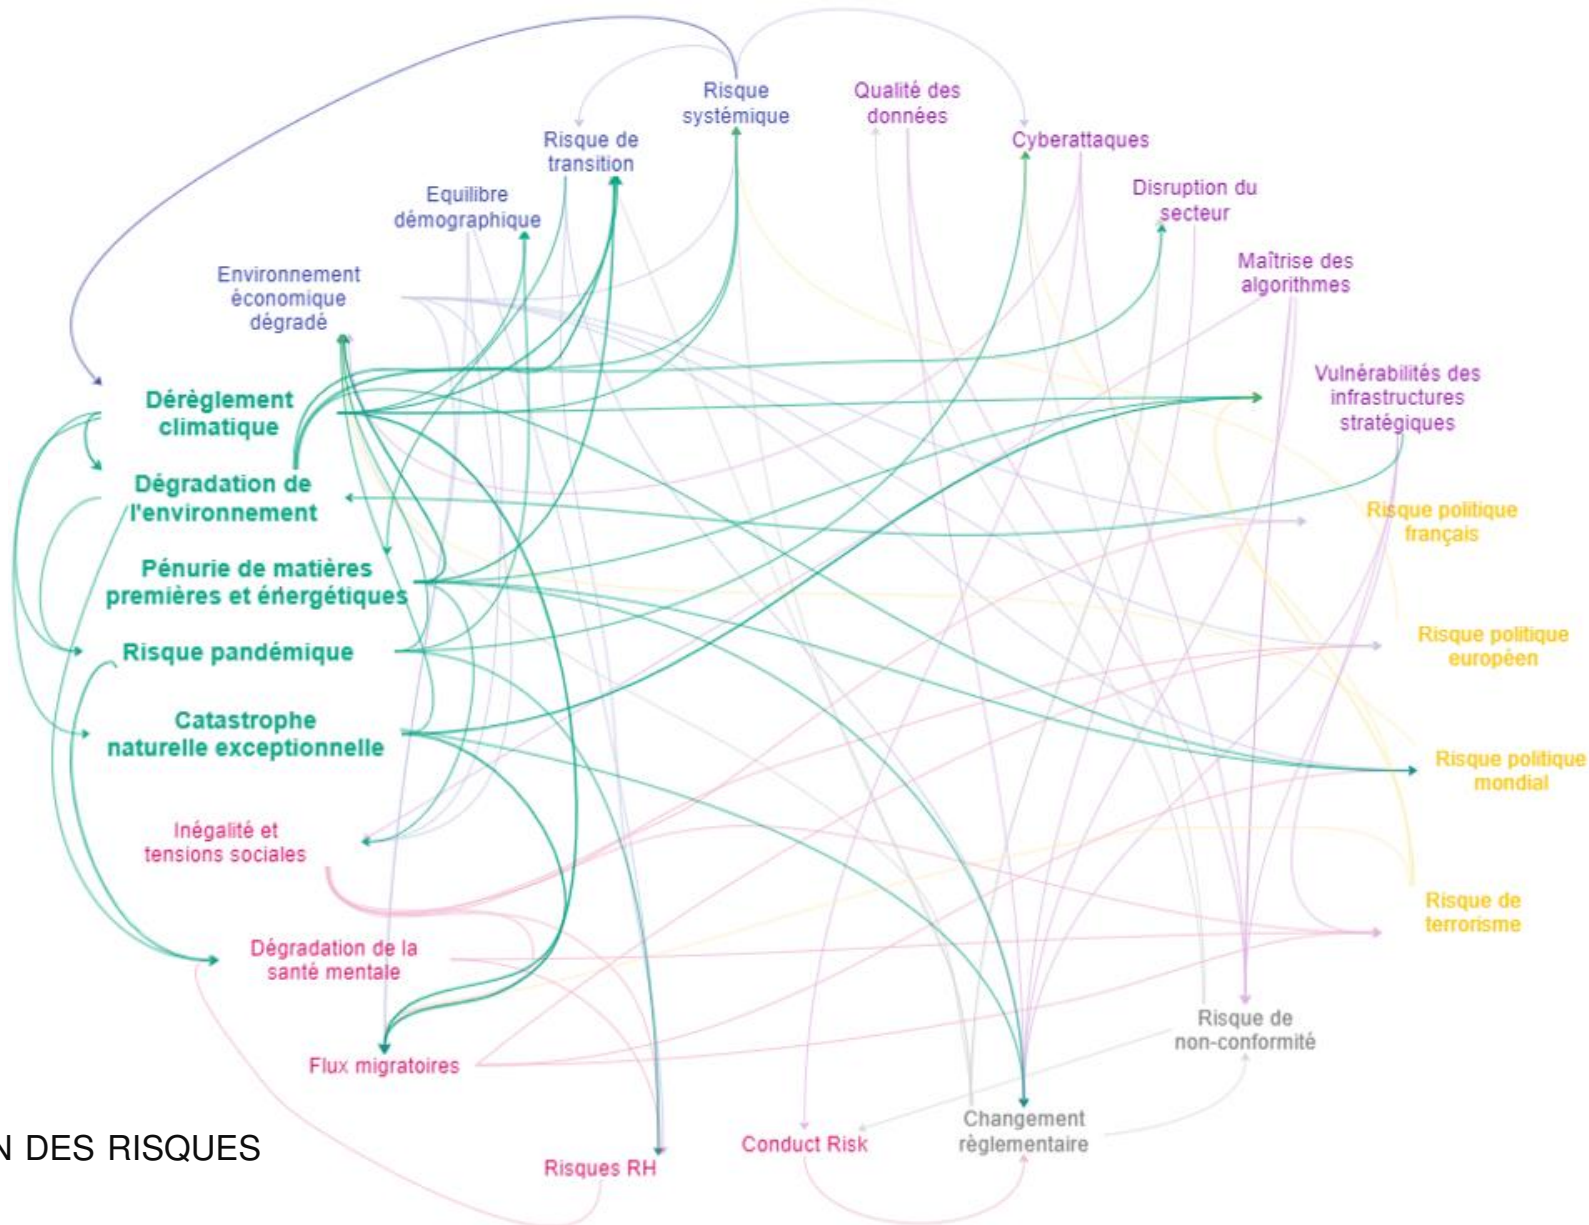 Risque
systémique
Qualité des
données
Cyberattaques
Risque de
transition
Disruption du
secteur
Equilibre
démographique
Maîtrise des
algorithmes
Environnement
économique
dégradé
Vulnérabilités des
infrastructures
stratégiques
Dérèglement
climatique
Dégradation de
l'environnement
Risque politique
français
Pénurie de matières
premières et énergétiques
Risque politique
européen
Risque pandémique
Catastrophe
naturelle exceptionnelle
Risque politique
mondial
Inégalité et
tensions sociales
Risque de
terrorisme
Dégradation de la
santé mentale
Risque de
non-conformité
Flux migratoires
Changement
règlementaire
Conduct Risk
N DES RISQUES
Risques RH